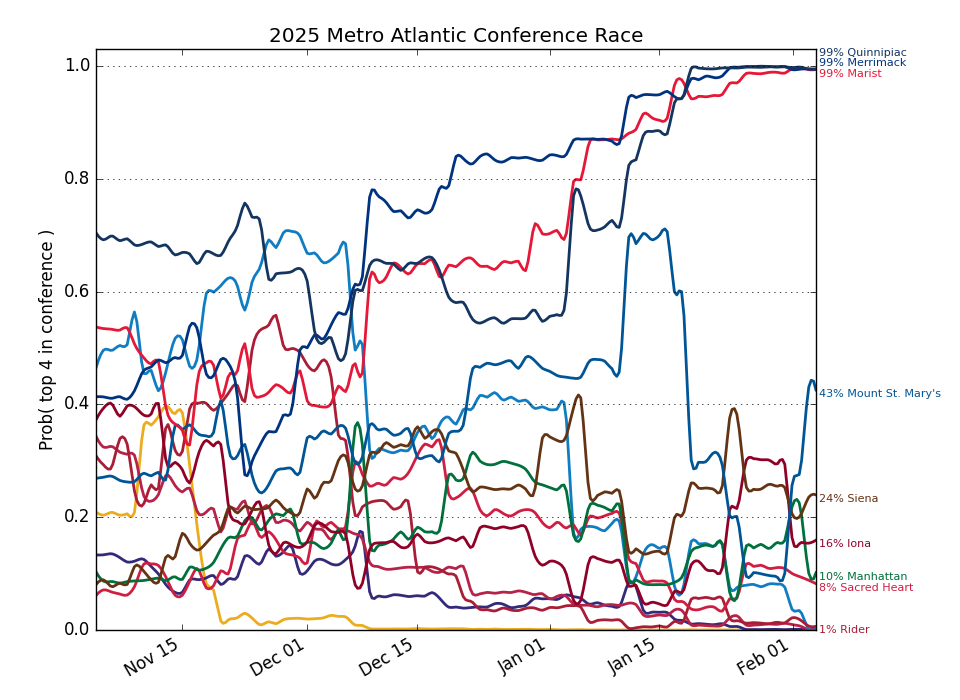 2025 Metro Atlantic Conference Race
Prob( top 4 in conference )
1.0
0.8
0.6
0.4
0.2
0.0
Nov 15
Dec 01
Dec 15
Jan 01
Jan 15
Feb 01
99% Quinnipiac
99% Merrimack
99% Marist
43% Mount St. Mary's
24% Siena
16% Iona
10% Manhattan
8% Sacred Heart
1% Rider